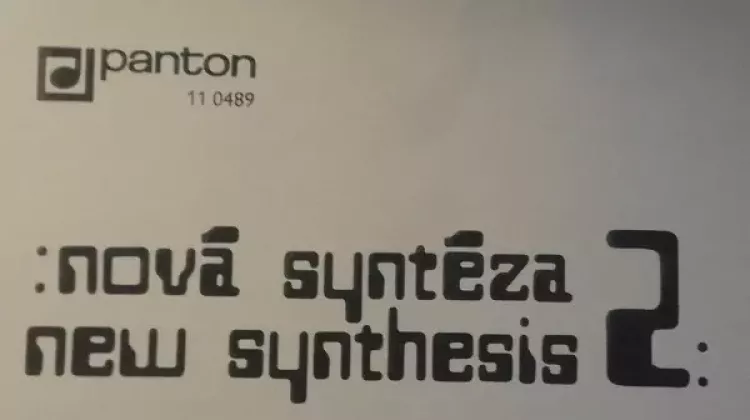 panton
11 0489
:nová syntéza
new synthesis 2: